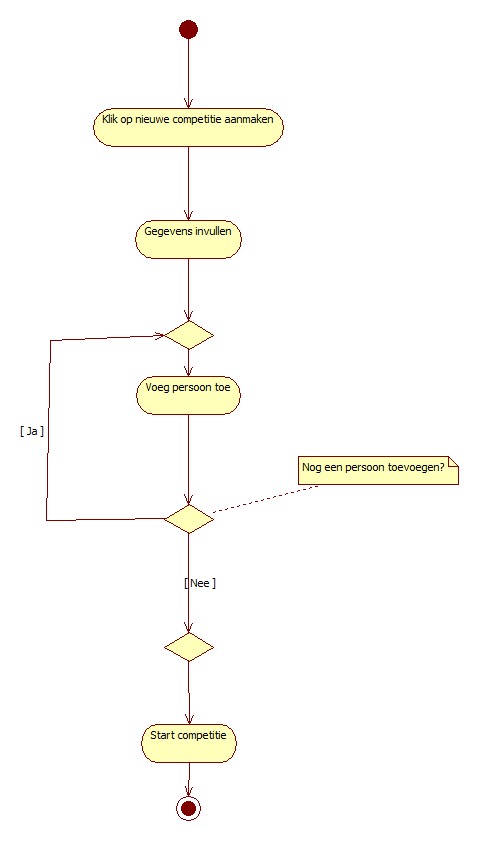 Klik op nieuwe competitie aanmaken
Gegevens invullen
Voeg persoon toe
[ Ja ]
Nog een persoon toevoegen?
[ Nee ]
Start competitie